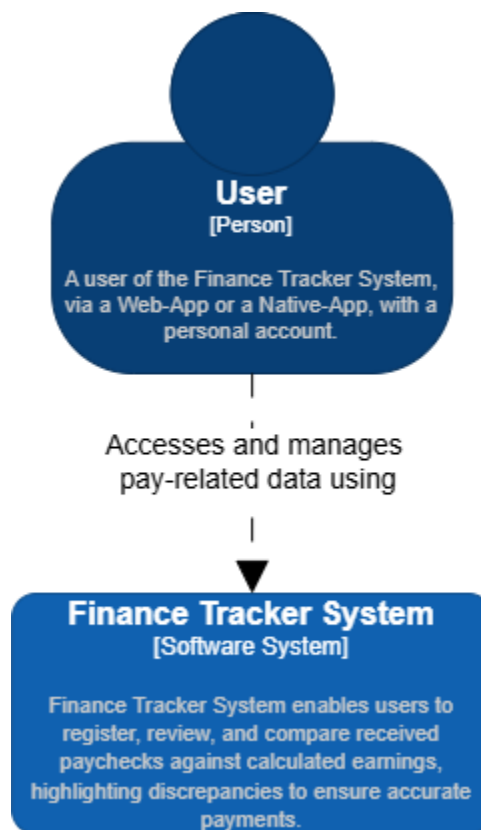 User
[Person]
A user of the Finance Tracker System,
via a Web-App or a Native-App, with a
personal account.
Accesses and manages
pay-related data using
Finance Tracker System
[Software System]
Finance Tracker System enables users to
register, review, and compare received
paychecks against calculated earnings,
highlighting discrepancies to ensure accurate
payments.